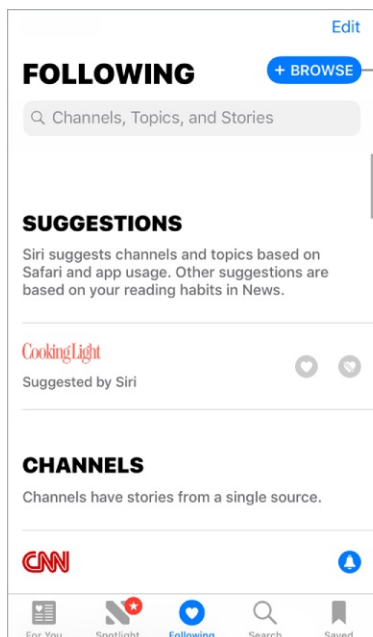 Edit
FOLLOWING
+ BROWSE
Channels, Topics, and Stories
SUGGESTIONS
Siri suggests channels and topics based on
Safari and app usage. Other suggestions are
based on your reading habits in News.
CookingLight
Suggested by Siri
CHANNELS
Channels have stories from a single source.
CNN
For You
Spotlight
Following
Search
Saved